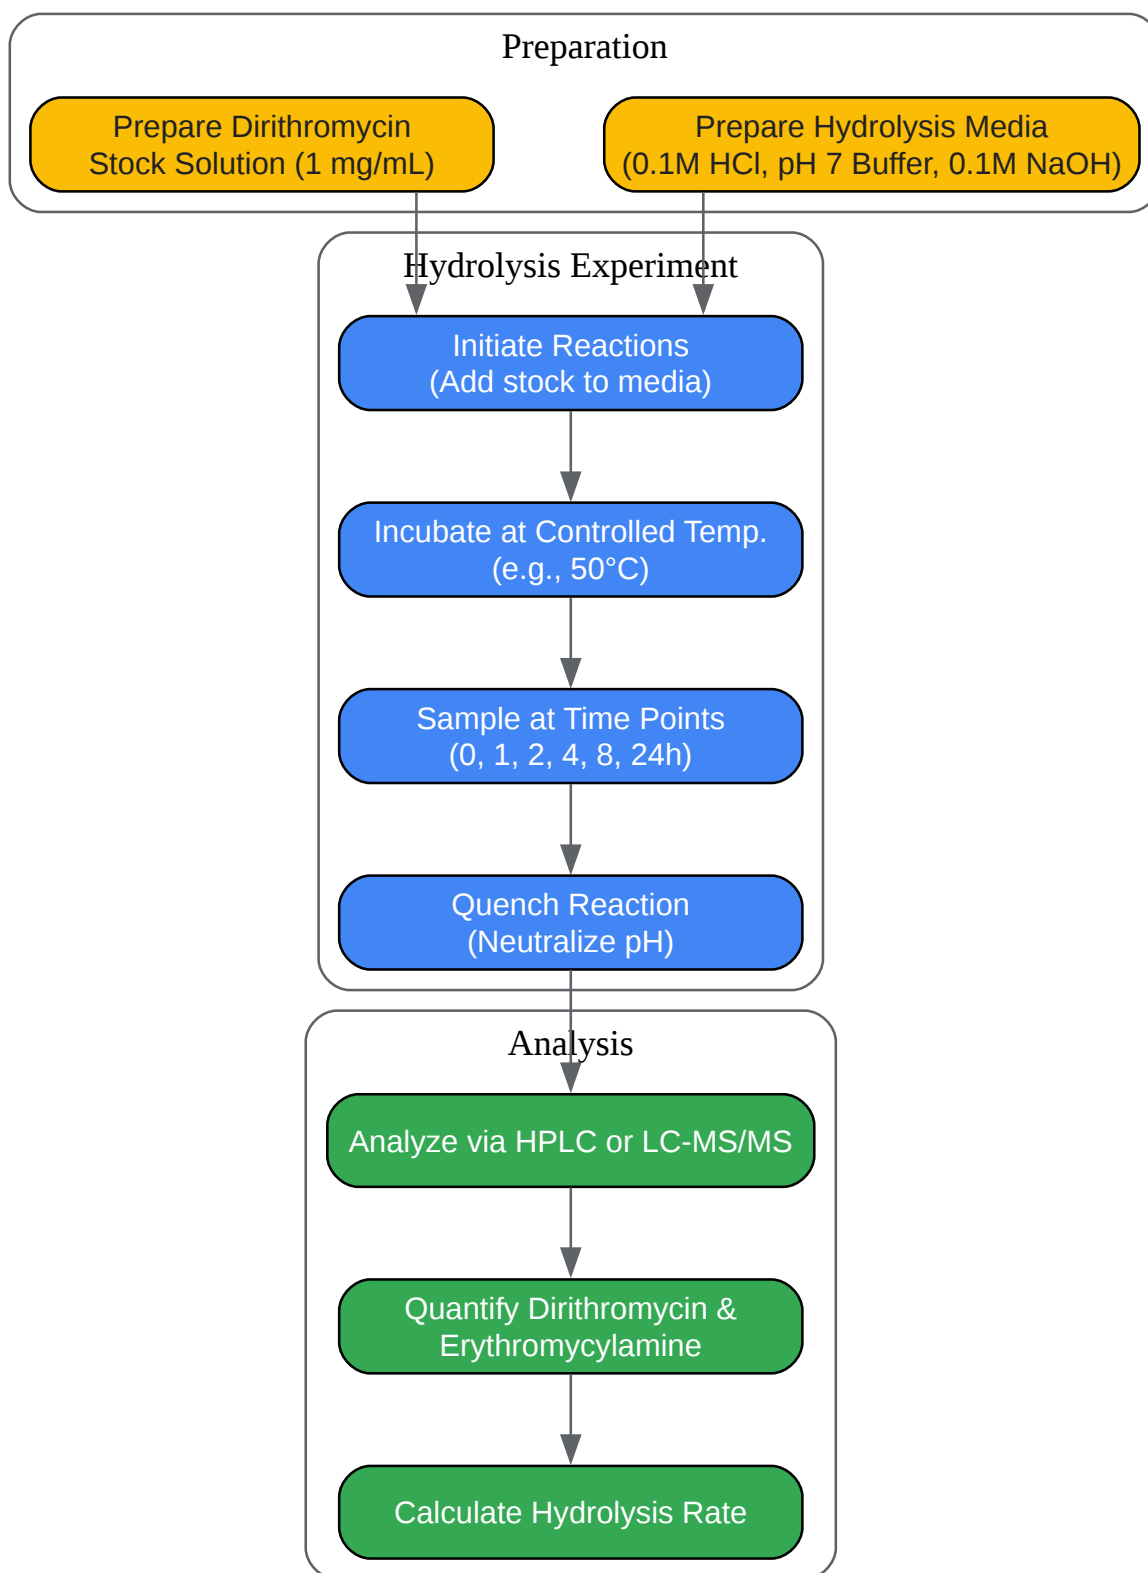 Preparation
Prepare Dirithromycin
Stock Solution (1 mg/mL)
Prepare Hydrolysis Media
(0.1M HCl, pH 7 Buffer, 0.1M NaOH)
Hydrolysis Experiment
Initiate Reactions
(Add stock to media)
Incubate at Controlled Temp.
(e.g., 50°C)
Sample at Time Points
(0, 1, 2, 4, 8, 24h)
Quench Reaction
(Neutralize pH)
Analysis
Analyze via HPLC or LC-MS/MS
Quantify Dirithromycin &
Erythromycylamine
Calculate Hydrolysis Rate